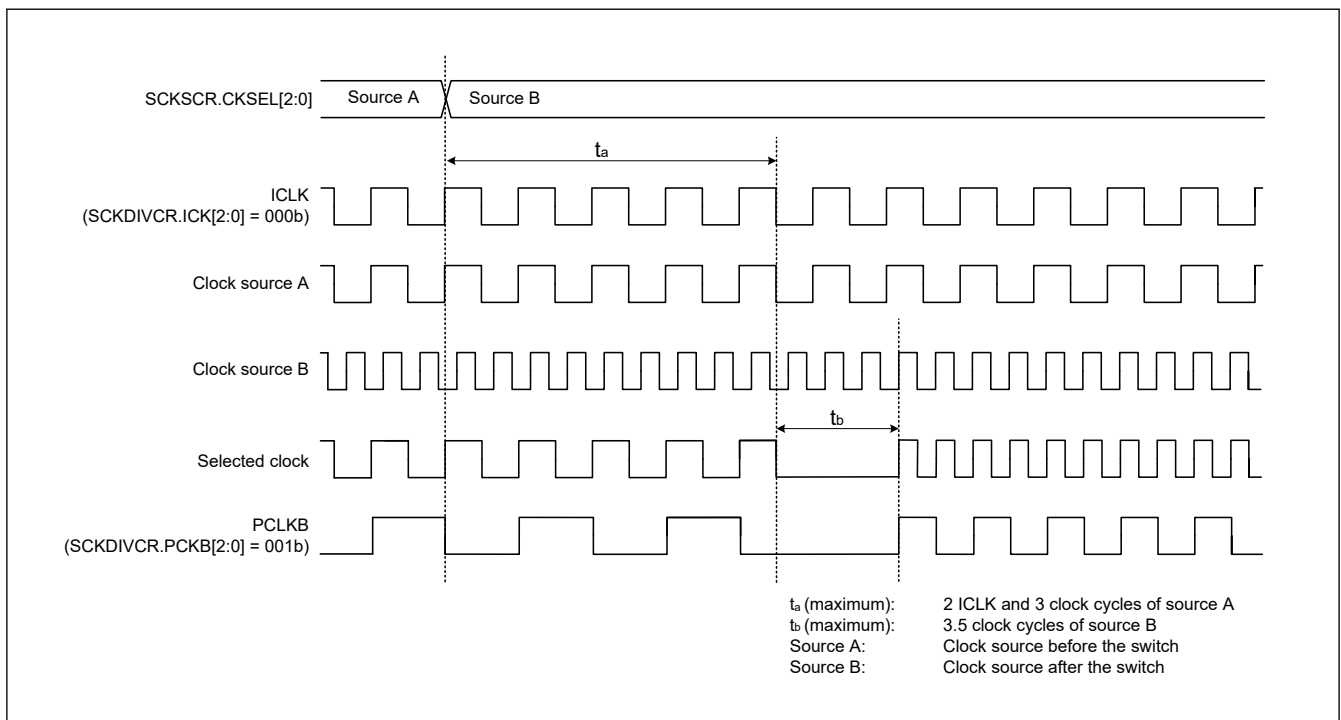 SCKSCR.CKSEL[2:0]
Source A
Source B
ta
ICLK
(SCKDIVCR.ICK[2:0] = 000b)
Clock source A
Clock source B
tb
Selected clock
PCLKB
(SCKDIVCR.PCKB[2:0] = 001b)
ta (maximum): 2 ICLK and 3 clock cycles of source A
tb (maximum): 3.5 clock cycles of source B
Source A: Clock source before the switch
Source B: Clock source after the switch